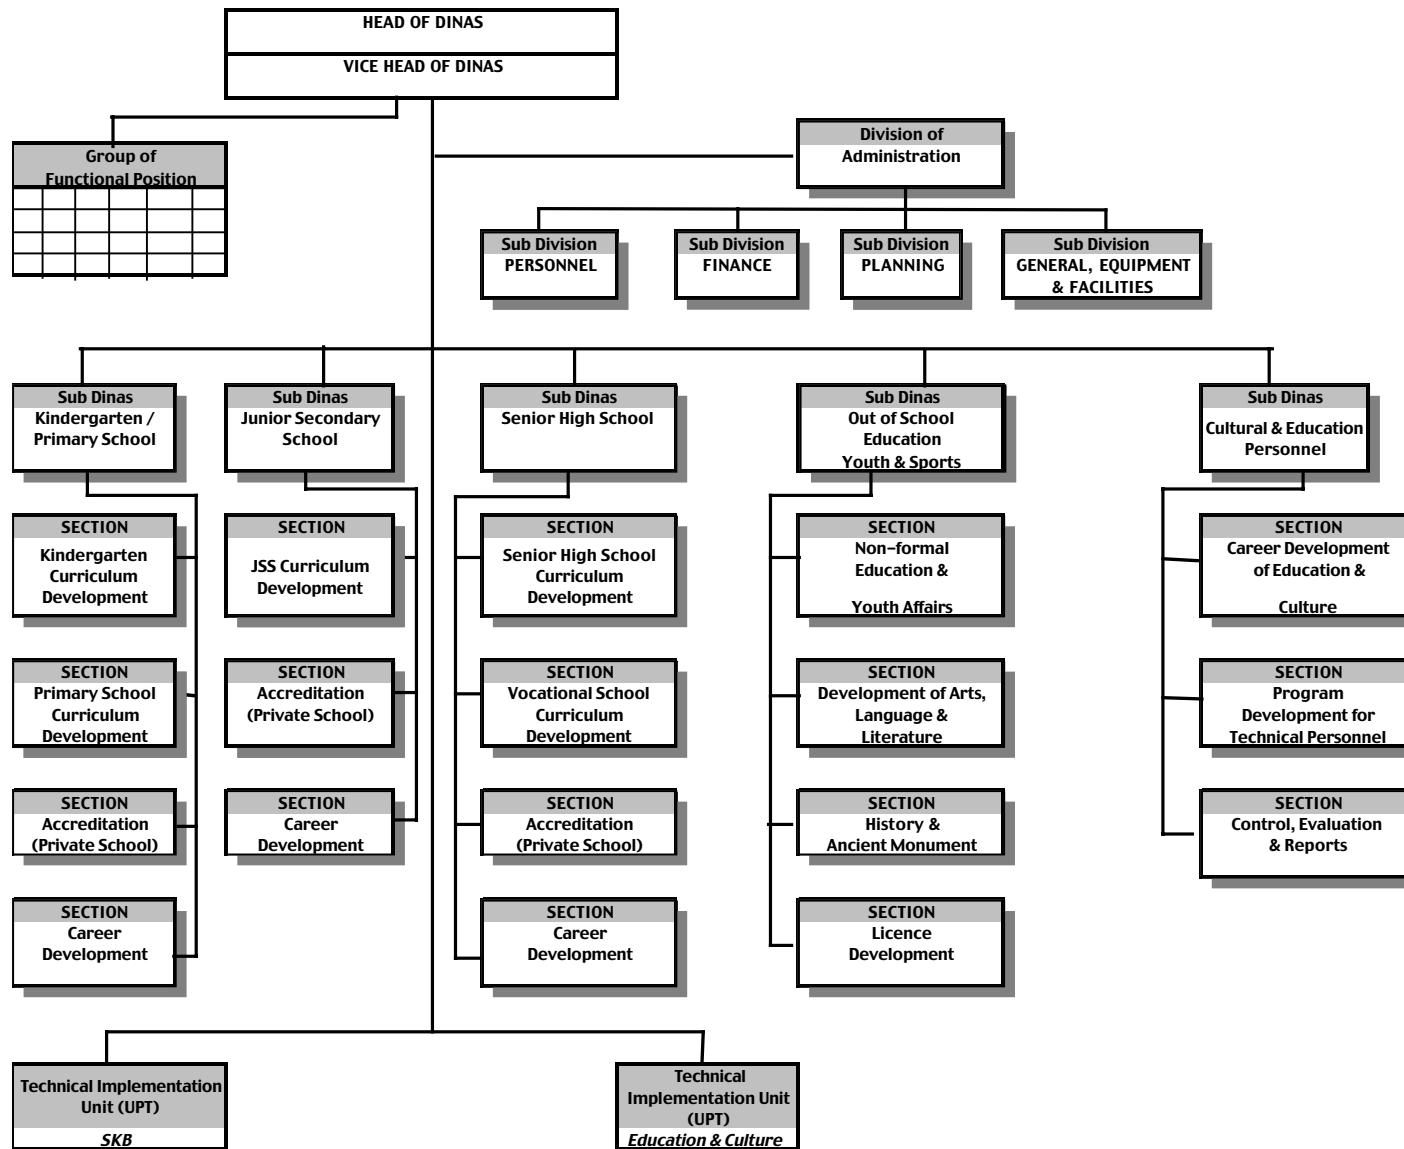 HEAD OF DINAS
VICE HEAD OF DINAS
Group of
Functional Position
Division of
Administration
Sub Division
PERSONNEL
Sub Division
FINANCE
Sub Division
PLANNING
Sub Division
GENERAL, EQUIPMENT
& FACILITIES
Sub Dinas
Kindergarten /
Primary School
Sub Dinas
Junior Secondary
School
Sub Dinas
Senior High School
Sub Dinas
Out of School
Education
Youth & Sports
Sub Dinas
Cultural & Education
Personnel
SECTION
Kindergarten
Curriculum
Development
SECTION
JSS Curriculum
Development
SECTION
Senior High School
Curriculum
Development
SECTION
Non-formal
Education &
Youth Affairs
SECTION
Career Development
of Education &
Culture
SECTION
Primary School
Curriculum
Development
SECTION
Accreditation
(Private School)
SECTION
Vocational School
Curriculum
Development
SECTION
Development of Arts,
Language &
Literature
SECTION
Program
Development for
Technical Personnel
SECTION
Accreditation
(Private School)
SECTION
Career
Development
SECTION
Accreditation
(Private School)
SECTION
History &
Ancient Monument
SECTION
Control, Evaluation
& Reports
SECTION
Career
Development
SECTION
Career
Development
SECTION
Licence
Development
Technical Implementation
Unit (UPT)
SKB
Technical
Implementation Unit
(UPT)
Education & Culture